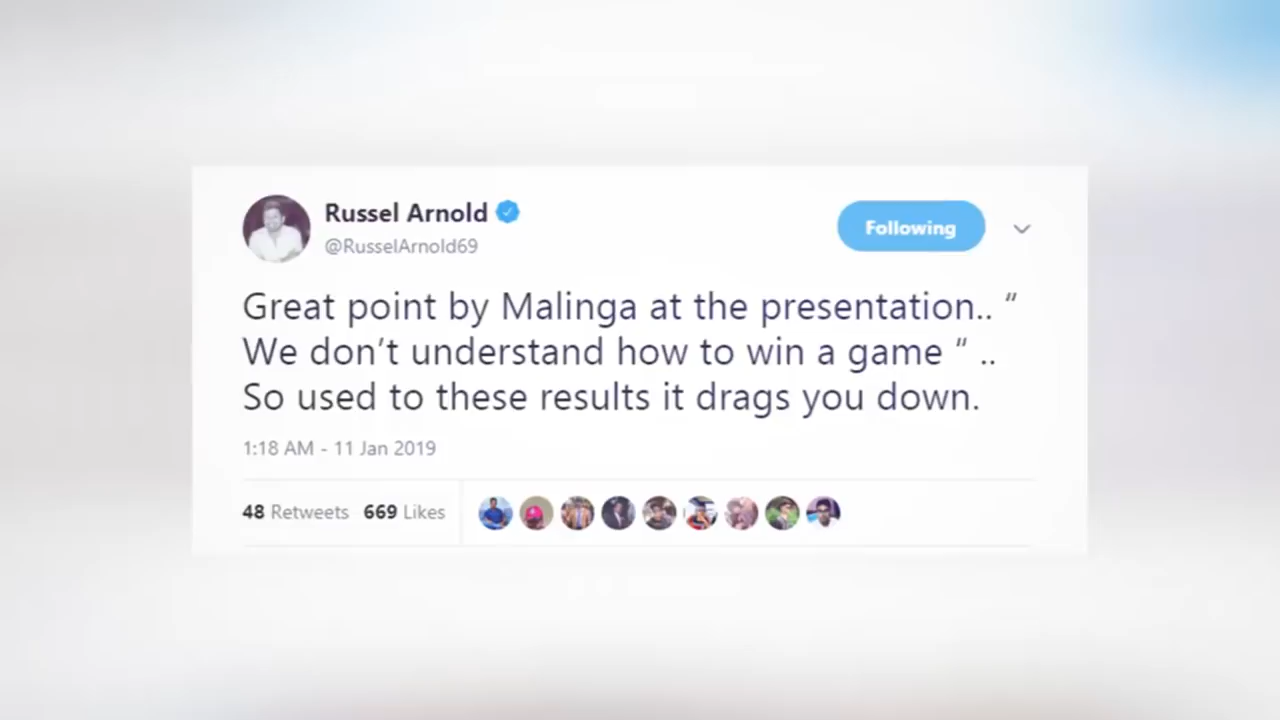 Russel Arnold
@RusselArnold69
Following
Great point by Malinga at the presentation.. “
We don’t understand how to win a game “ ..
So used to these results it drags you down.
1:18 AM - 11 Jan 2019
48 Retweets 669 Likes